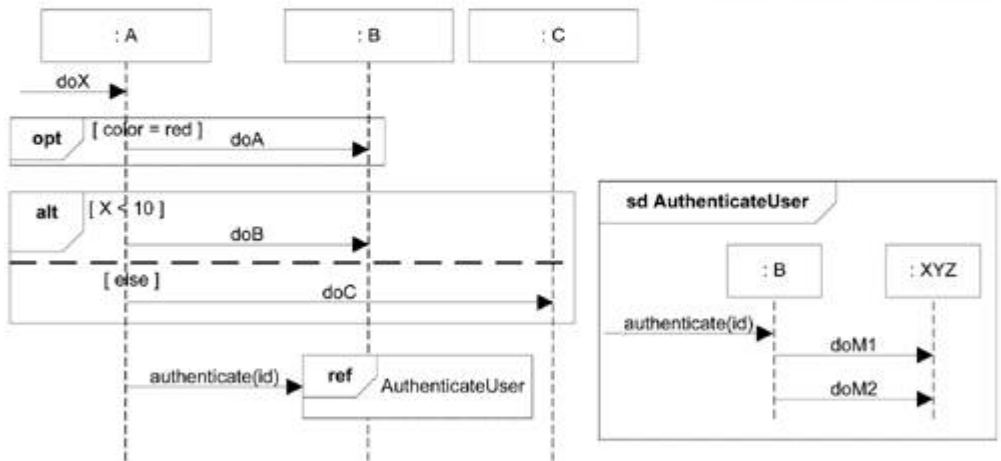 : A
: B
: C
doX
opt
[ color = red ]
doA
alt
[ X < 10 ]
doB
[ else ]
doC
authenticate(id)
ref
AuthenticateUser
sd AuthenticateUser
: B
: XYZ
authenticate(id)
doM1
doM2